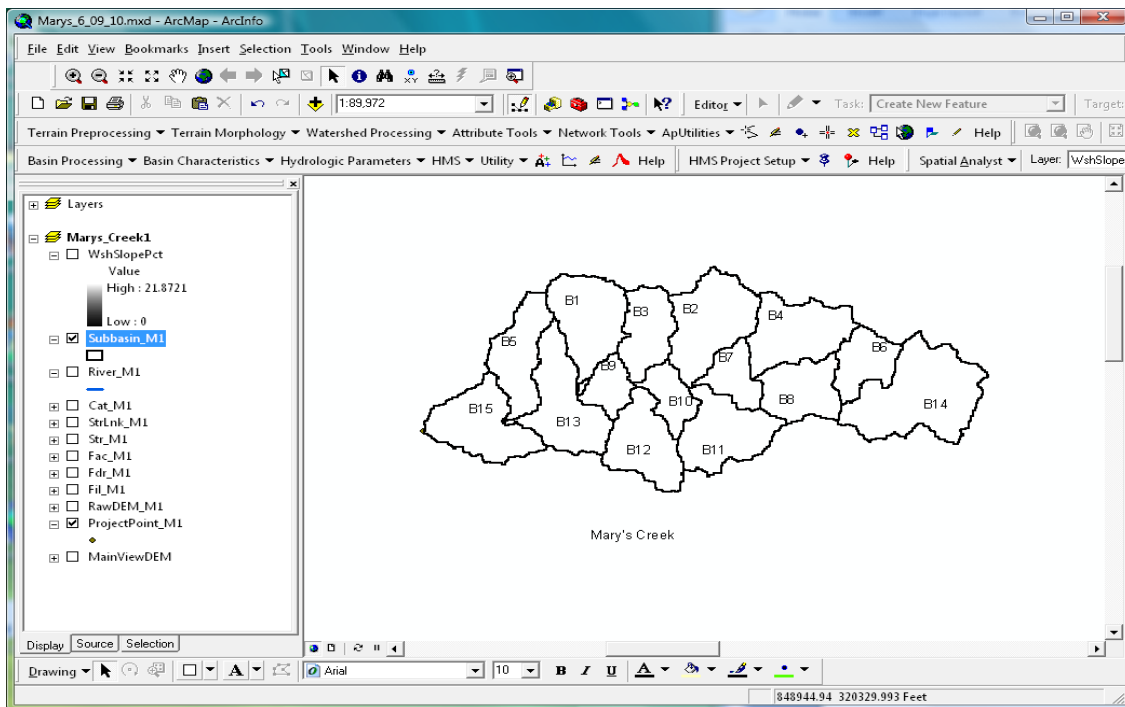 Marys_6_09_10.mxd - ArcMap - ArcInfo
File Edit View Bookmarks Insert Selection Tools Window Help
1:89,972 Editor Task: Create New Feature Target:
Terrain Preprocessing Terrain Morphology Watershed Processing Attribute Tools Network Tools ApUtilities Help
Basin Processing Basin Characteristics Hydrologic Parameters HMS Utility Help HMS Project Setup Help Spatial Analyst Layer: WshSlope
Layers
Marys_Creek1
WshSlopePct
Value
High : 21.8721
Low : 0
Subbasin_M1
River_M1
Cat_M1
StrLnk_M1
Str_M1
Fac_M1
Fdr_M1
Fil_M1
RawDEM_M1
ProjectPoint_M1
MainViewDEM
B1 B3 B2 B4
B5 B9 B7 B6
B15 B13 B10 B8 B14
B12 B11
Mary's Creek
Display Source Selection
Drawing A Arial 10 B I U A
848944.94 320329.993 Feet